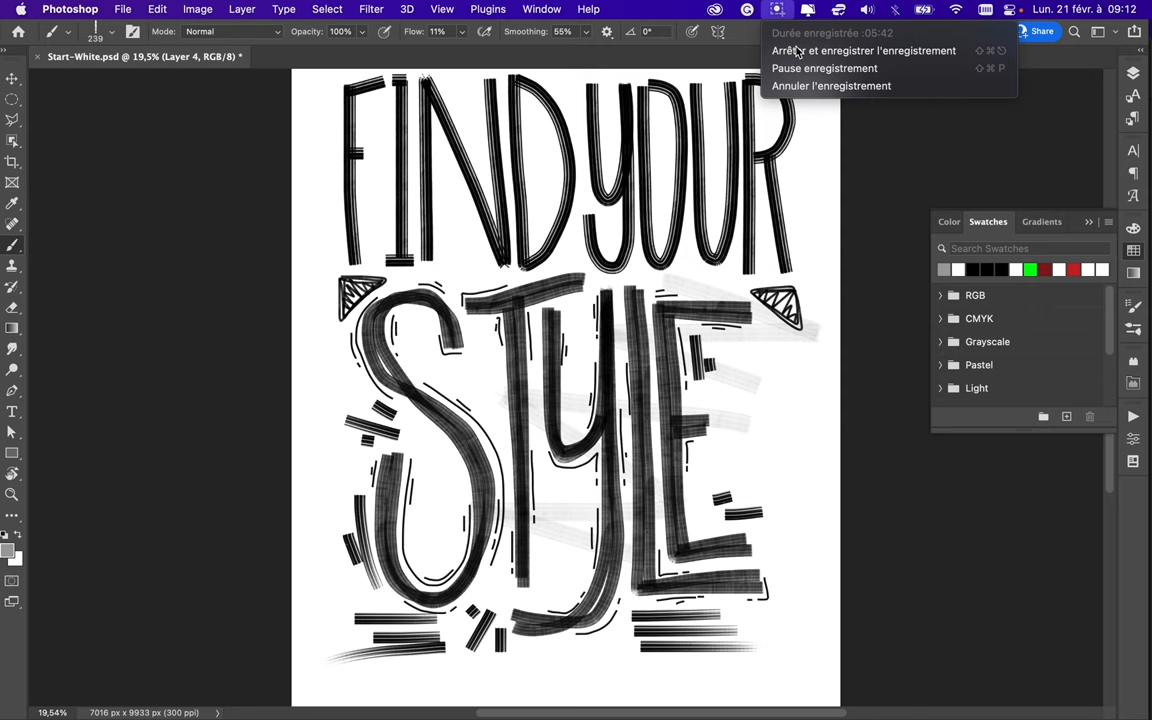 Photoshop File Edit Image Layer Type Select Filter 3D View Plugins Window Help Lun. 21 févr. à 09:12
Mode: Normal Opacity: 100% Flow: 11% Smoothing: 55% 0° Share
239
Durée enregistrée :05:42
Arrêter et enregistrer l'enregistrement
Pause enregistrement ⇧⌘ P
Annuler l'enregistrement
Start-White.psd @ 19,5% (Layer 4, RGB/8) *
FIND YOUR
STYLE
Color Swatches Gradients
Search Swatches
RGB
CMYK
Grayscale
Pastel
Light
19,54% 7016 px x 9933 px (300 ppi)